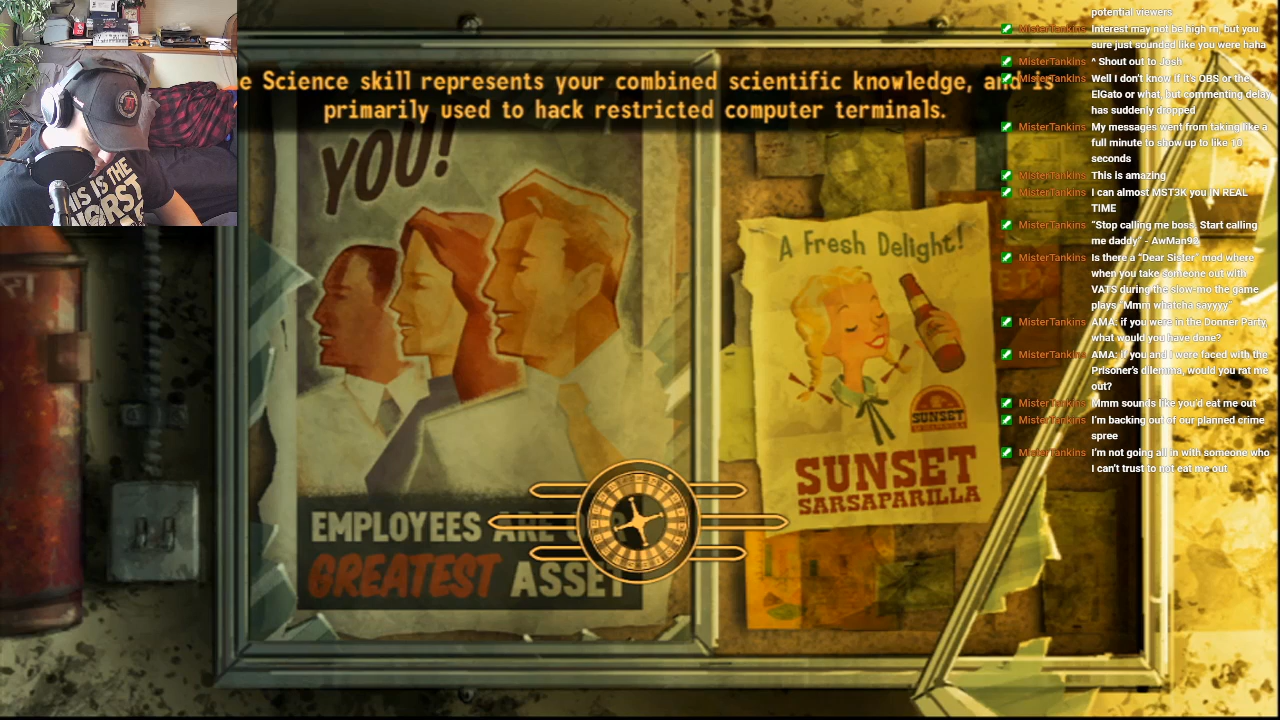 e Science skill represents your combined scientific knowledge, and is
primarily used to hack restricted computer terminals.
YOU!
EMPLOYEES ARE
GREATEST ASSET
A Fresh Delight!
SUNSET
SUNSET
SARSAPARILLA
THIS IS THE
WORST
potential viewers
MisterTankins Interest may not be high rn, but you
sure just sounded like you were haha
MisterTankins ^ Shout out to Josh
MisterTankins Well I don't know if it's OBS or the
ElGato or what, but commenting delay
has suddenly dropped
MisterTankins My messages went from taking like a
full minute to show up to like 10
seconds
MisterTankins This is amazing
MisterTankins I can almost MST3K you IN REAL
TIME
MisterTankins "Stop calling me boss. Start calling
me daddy" - AwMan92
MisterTankins Is there a "Dear Sister" mod where
when you take someone out with
VATS during the slow-mo the game
plays "Mmm whatcha sayyyy"
MisterTankins AMA: if you were in the Donner Party,
what would you have done?
MisterTankins AMA: if you and I were faced with the
Prisoner's dilemma, would you rat me
out?
MisterTankins Mmm sounds like you'd eat me out
MisterTankins I'm backing out of our planned crime
spree
MisterTankins I'm not going all in with someone who
I can't trust to not eat me out